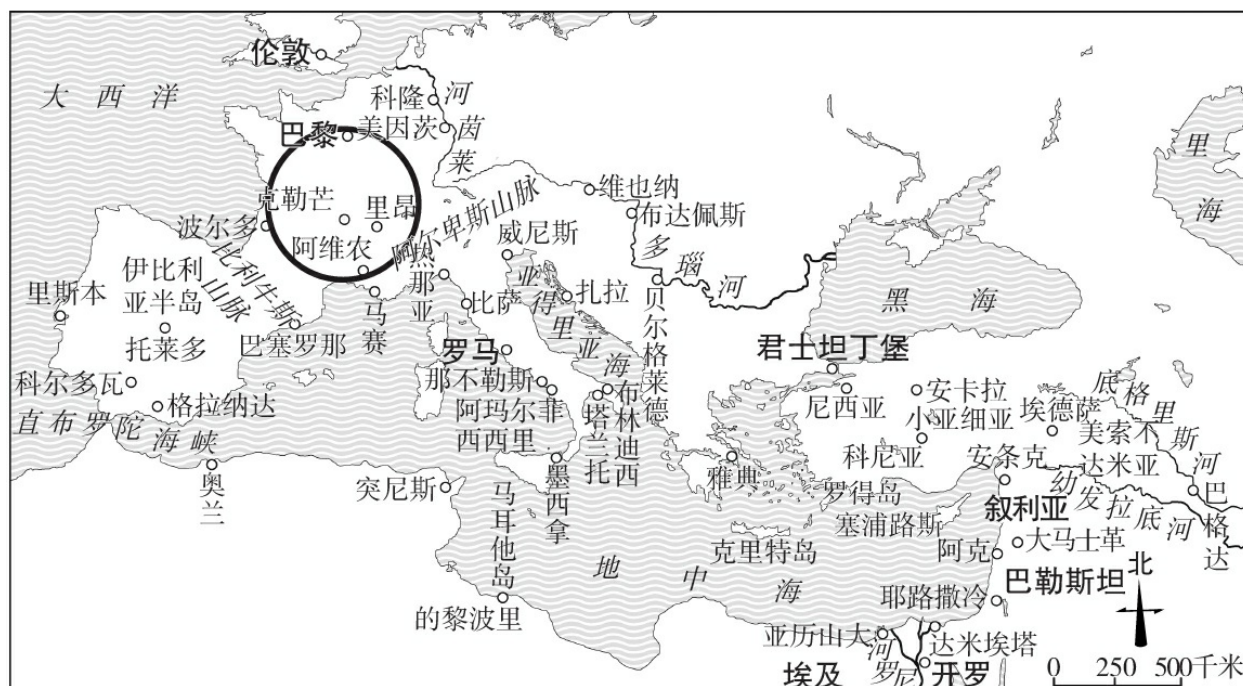 伦敦
大西洋
科隆
莱茵河
巴黎
美因茨
里海
克勒芒
里昂
维也纳
布达佩斯
波尔多
阿维农
阿尔卑斯山脉
威尼斯
多瑙河
比利牛斯山脉
热那亚
伊比利
亚半岛
里斯本
比萨
亚得里亚海
扎拉
贝尔格莱德
黑海
托莱多
巴塞罗那
马赛
罗马
君士坦丁堡
科尔多瓦
那不勒斯
尼西亚
安卡拉
底格里斯河
格拉纳达
阿玛尔菲
塔兰托
布林迪西
小亚细亚
埃德萨
直布罗陀海峡
西西里
美索不
达米亚
科尼亚
安条克
奥兰
突尼斯
马耳他岛
墨西拿
雅典
罗得岛
幼发拉底河
巴格达
塞浦路斯
叙利亚
克里特岛
地中海
阿克
大马士革
北
巴勒斯坦
耶路撒冷
的黎波里
亚历山大
达米埃塔
尼罗河
埃及
开罗
0 250 500千米